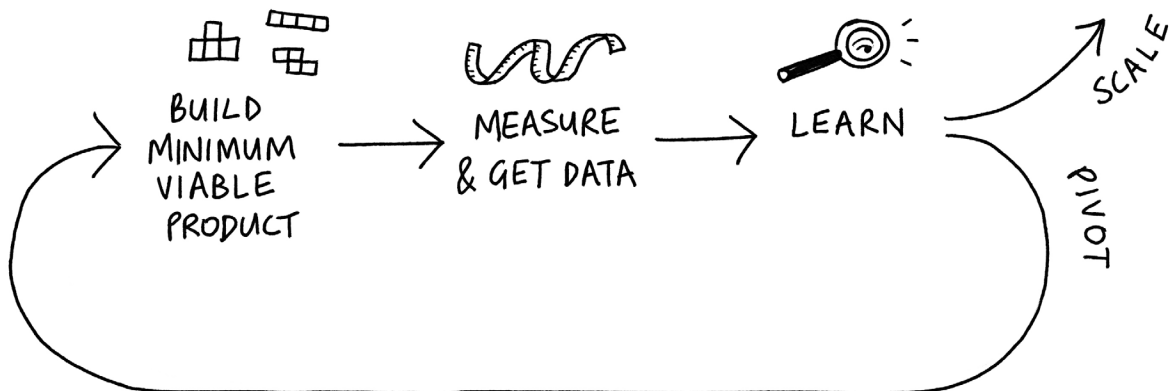 BUILD
MINIMUM
VIABLE
PRODUCT
MEASURE
& GET DATA
LEARN
SCALE
PIVOT